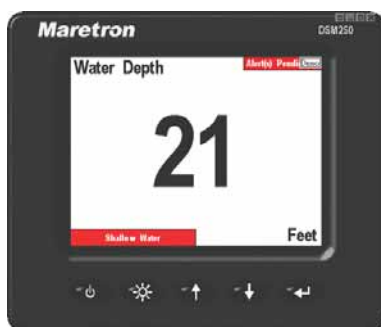 Maretron
DSM250
Water Depth
Alert(s) Pending
21
Shallow Water
Feet